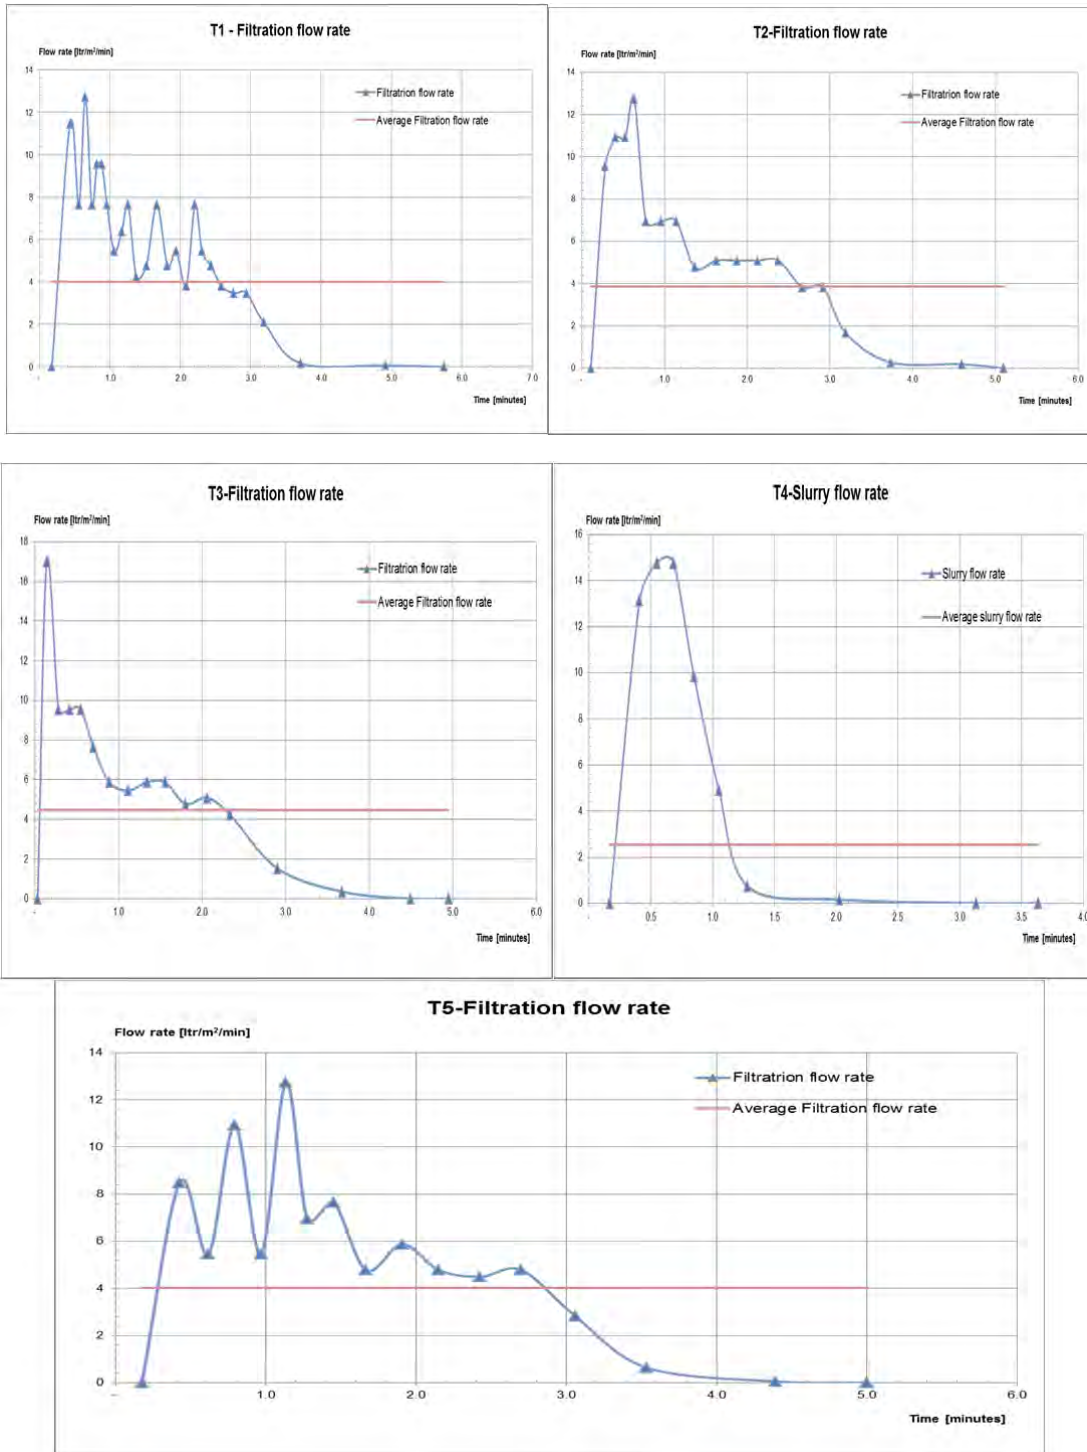 T1 - Filtration flow rate
Flow rate [ltr/m²/min]
14
12
10
8
6
4
2
0
Filtratrion flow rate
Average Filtration flow rate
- 1.0 2.0 3.0 4.0 5.0 6.0 7.0
Time [minutes]
T2-Filtration flow rate
Flow rate [ltr/m²/min]
14
12
10
8
6
4
2
0
Filtratrion flow rate
Average Filtration flow rate
- 1.0 2.0 3.0 4.0 5.0 6.0
Time [minutes]
T3-Filtration flow rate
Flow rate [ltr/m²/min]
18
16
14
12
10
8
6
4
2
0
Filtratrion flow rate
Average Filtration flow rate
- 1.0 2.0 3.0 4.0 5.0 6.0
Time [minutes]
T4-Slurry flow rate
Flow rate [ltr/m²/min]
16
14
12
10
8
6
4
2
0
Slurry flow rate
Average slurry flow rate
- 0.5 1.0 1.5 2.0 2.5 3.0 3.5 4.0
Time [minutes]
T5-Filtration flow rate
Flow rate [ltr/m²/min]
14
12
10
8
6
4
2
0
Filtratrion flow rate
Average Filtration flow rate
- 1.0 2.0 3.0 4.0 5.0 6.0
Time [minutes]